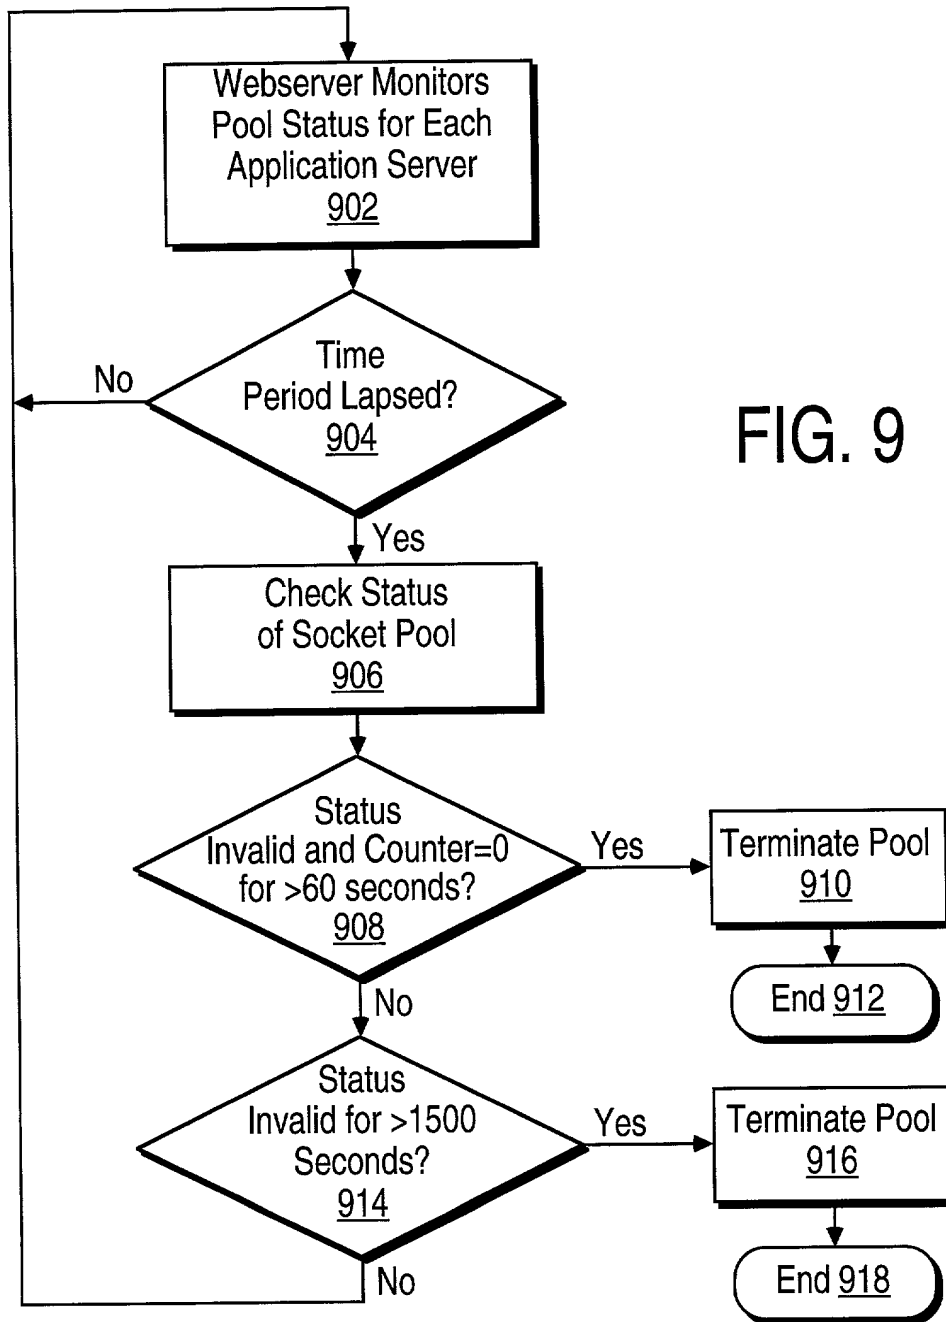 Webserver Monitors
Pool Status for Each
Application Server
902
Time
Period Lapsed?
904
No
FIG. 9
Yes
Check Status
of Socket Pool
906
Status
Invalid and Counter=0
for >60 seconds?
908
Yes
Terminate Pool
910
End 912
No
Status
Invalid for >1500
Seconds?
914
Yes
Terminate Pool
916
End 918
No